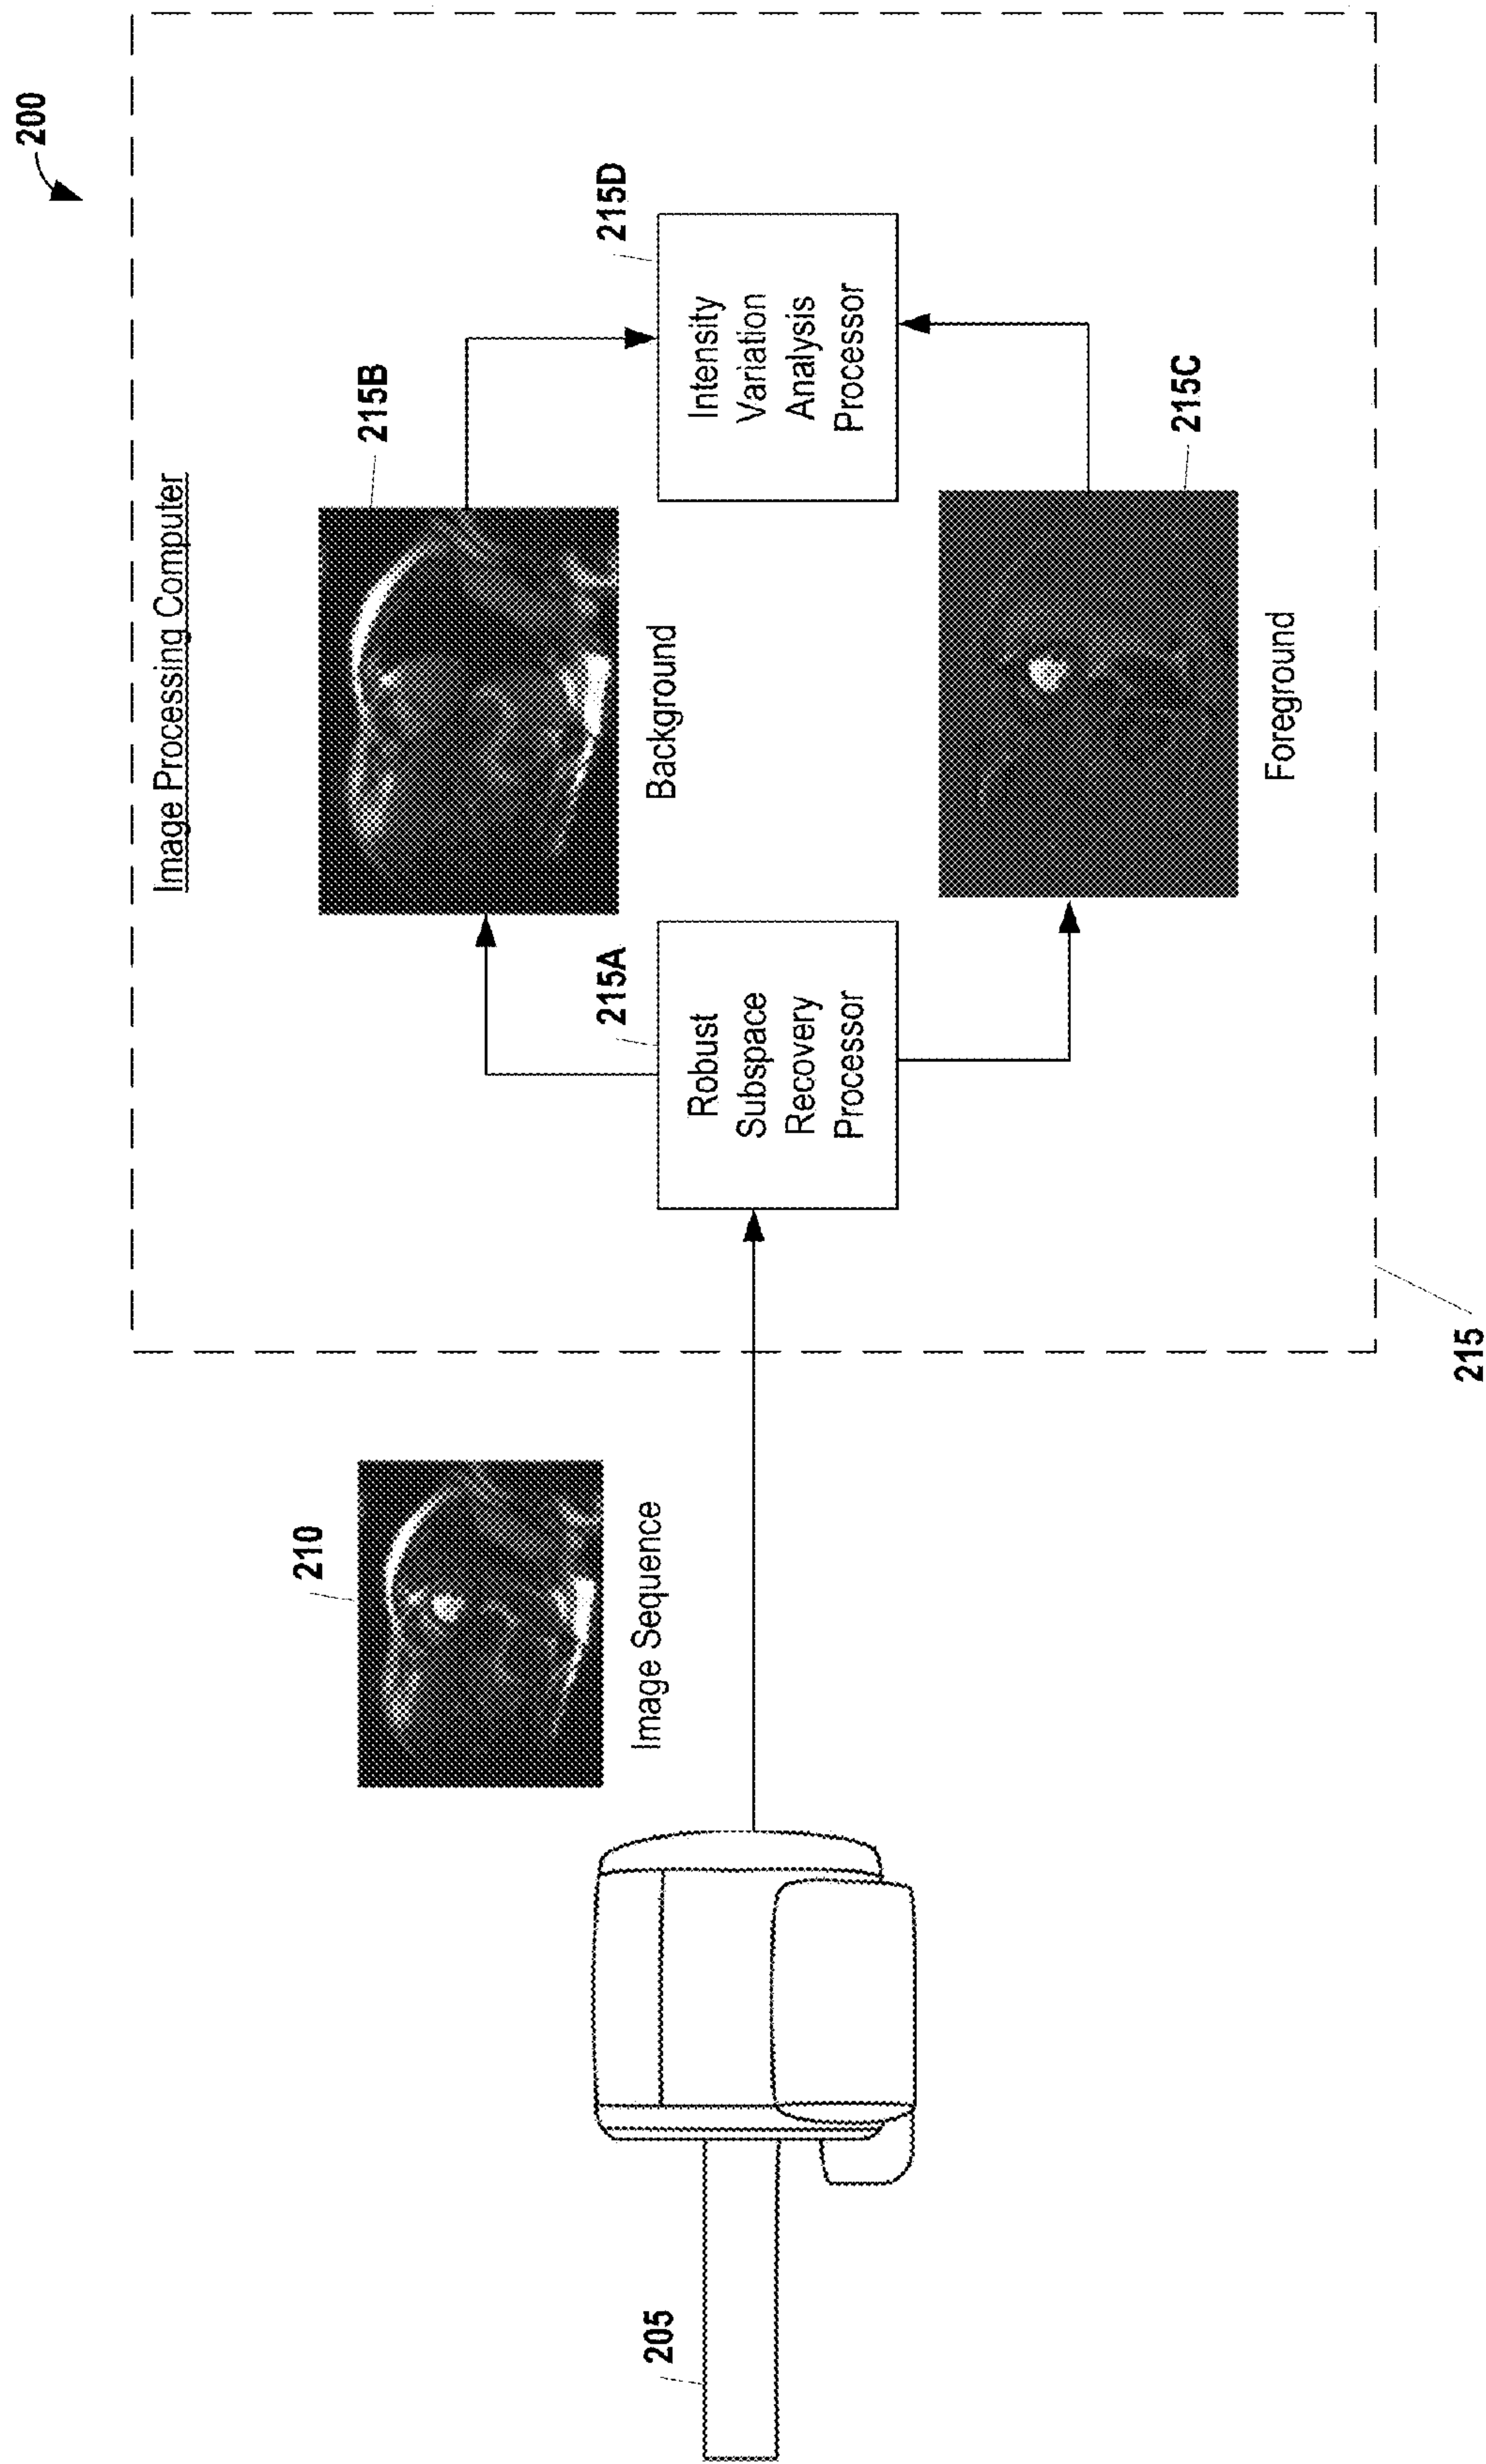 200
Image Processing Computer
215B
Background
215A
Robust
Subspace
Recovery
Processor
215D
Intensity
Variation
Analysis
Processor
215C
Foreground
215
210
Image Sequence
205